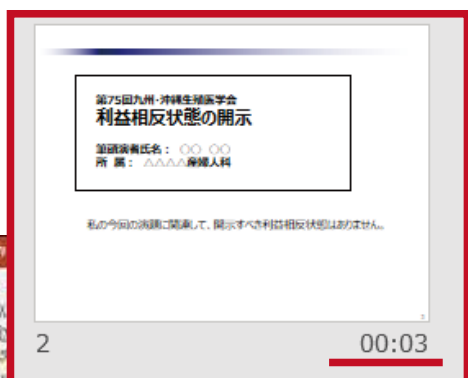 第75回九州・沖縄生殖医学会
利益相反状態の開示
筆頭演者氏名： ○○ ○○
所 属： △△△△産婦人科
私の今回の演題に関連して、開示すべき利益相反状態はありません。
2
00:03